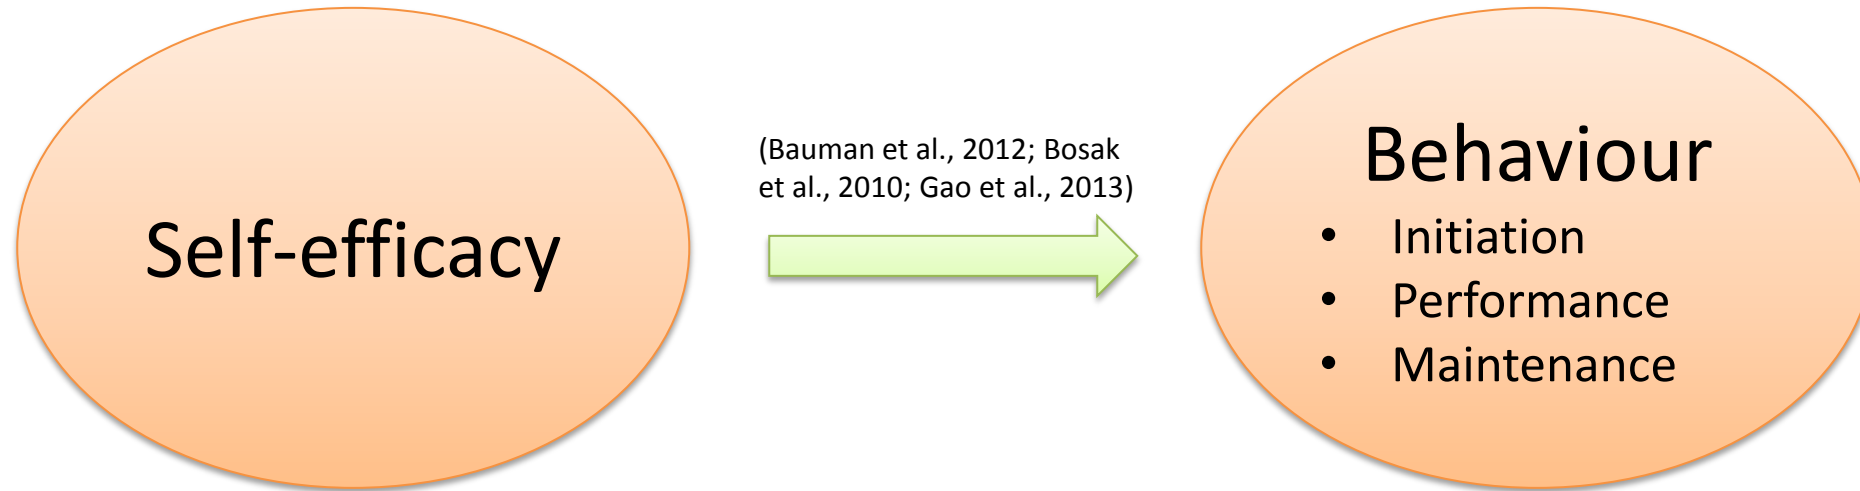 Self-efficacy
(Bauman et al., 2012; Bosak
et al., 2010; Gao et al., 2013)
Behaviour
• Initiation
• Performance
• Maintenance